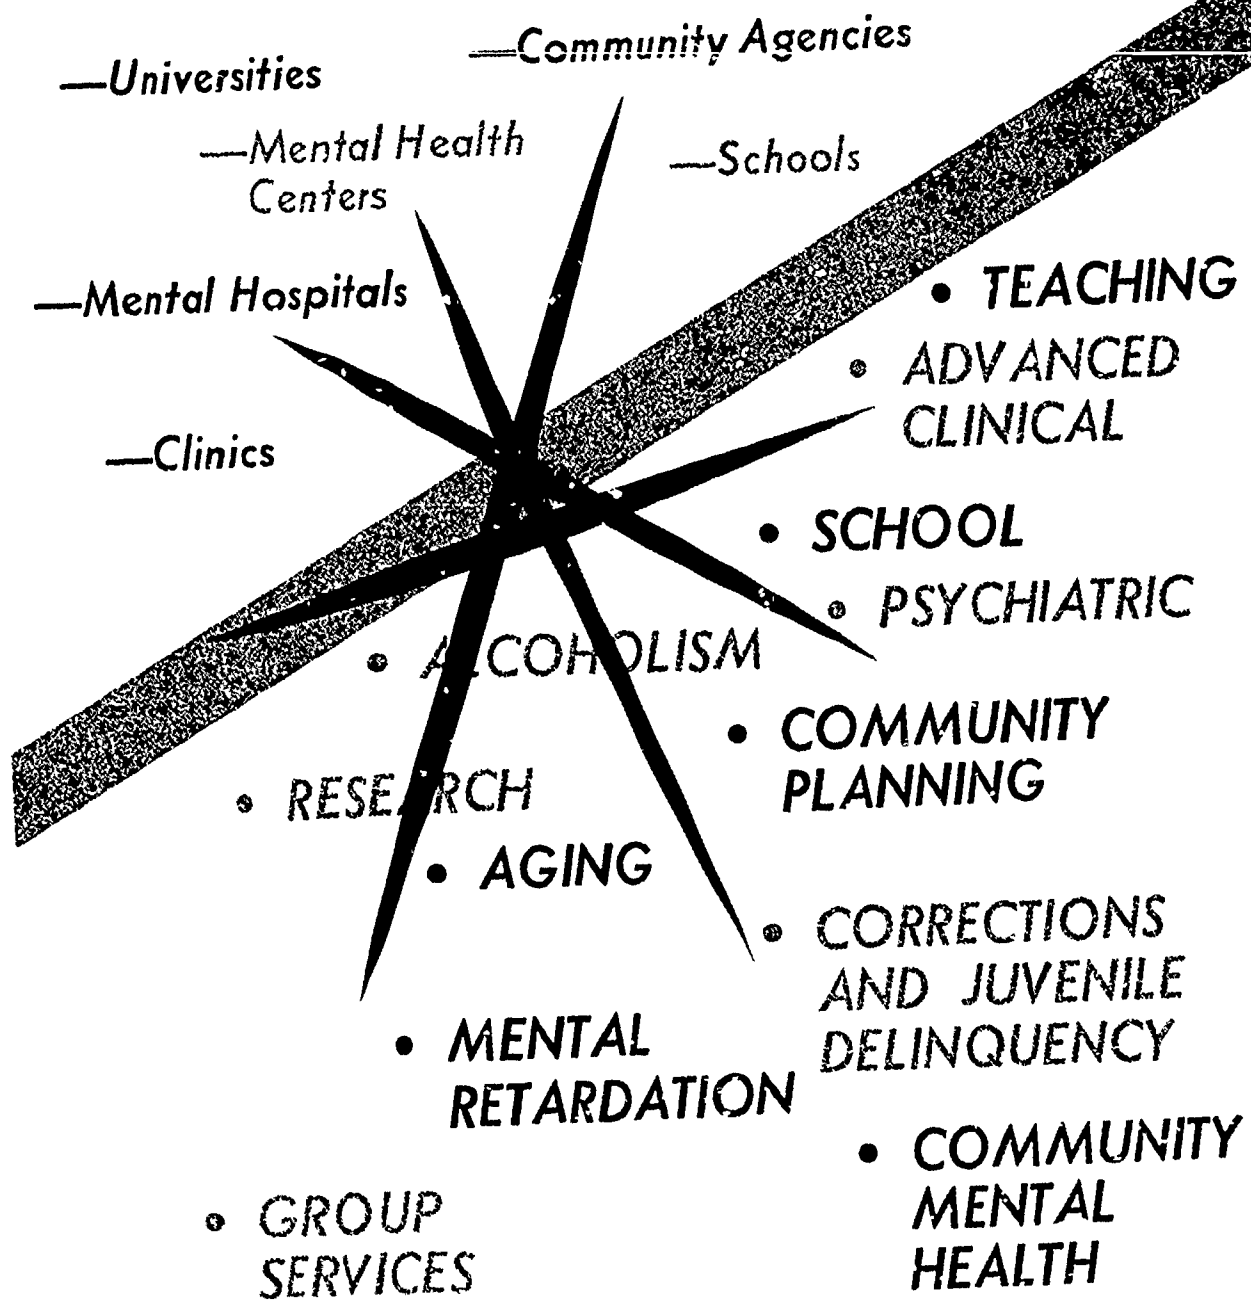 —Community Agencies
—Universities
—Mental Health
Centers
—Schools
—Mental Hospitals
—Clinics
• TEACHING
• ADVANCED
CLINICAL
• SCHOOL
• PSYCHIATRIC
• ALCOHOLISM
• COMMUNITY
PLANNING
• RESEARCH
• AGING
• CORRECTIONS
AND JUVENILE
DELINQUENCY
• MENTAL
RETARDATION
• COMMUNITY
MENTAL
HEALTH
• GROUP
SERVICES